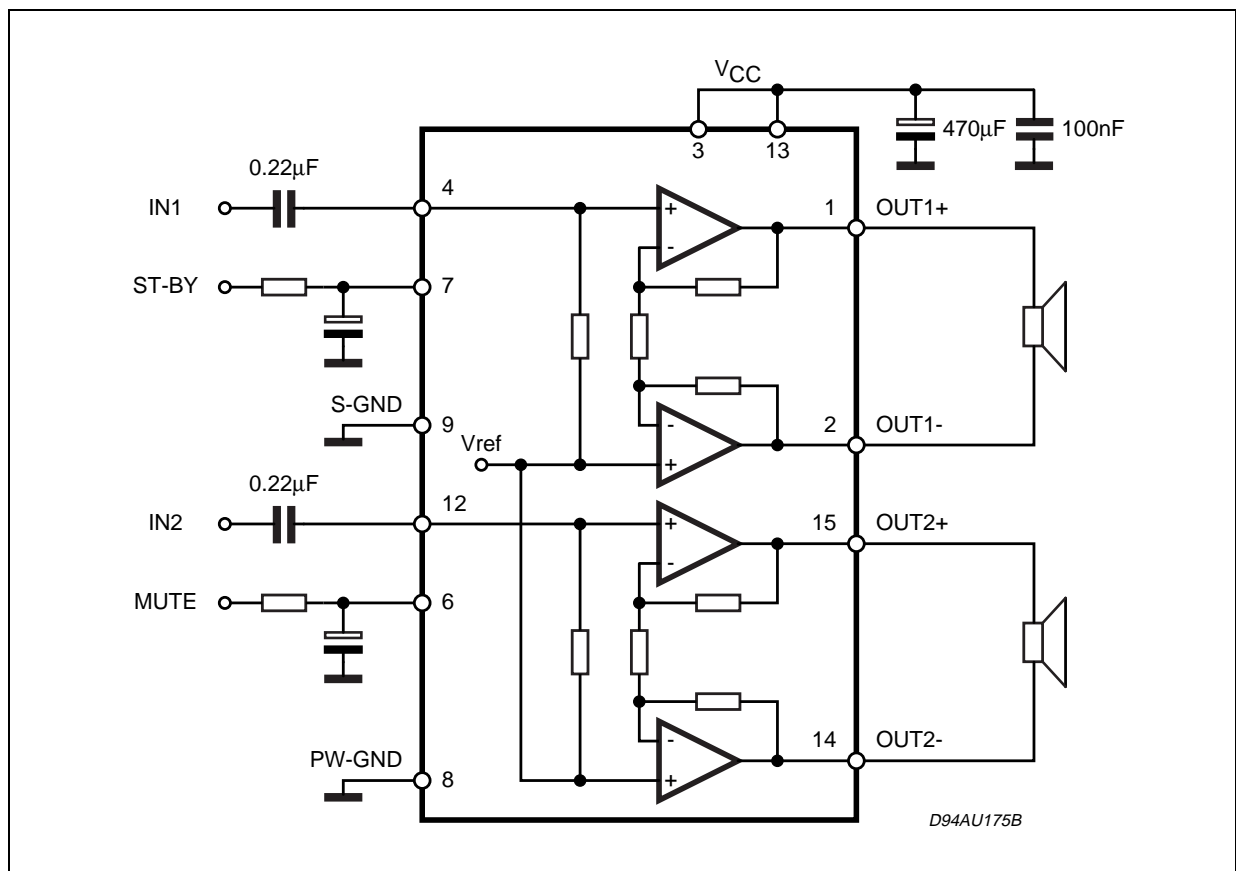 VCC
470μF
100nF
3
13
0.22μF
4
IN1
1
OUT1+
+
-
ST-BY
7
S-GND
9
-
2
OUT1-
Vref
+
0.22μF
12
IN2
+
15
OUT2+
-
MUTE
6
-
14
OUT2-
PW-GND
8
+
D94AU175B